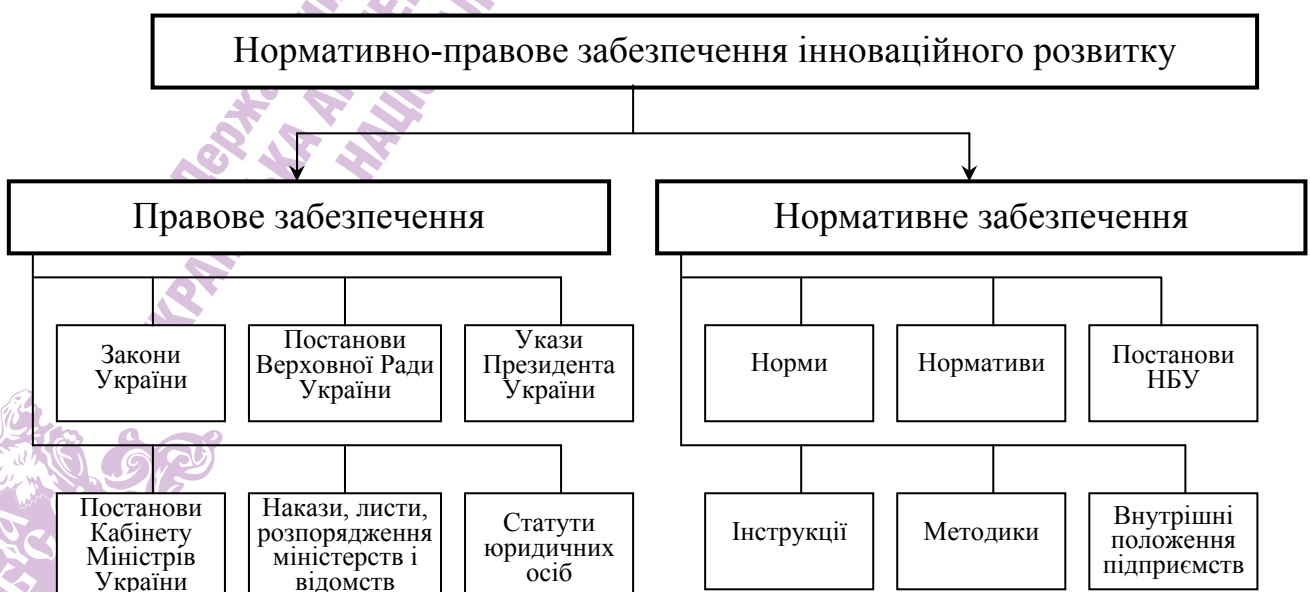 Нормативно-правове забезпечення інноваційного розвитку
Правове забезпечення
Нормативне забезпечення
Закони
України
Постанови
Верховної Ради
України
Укази
Президента
України
Норми
Нормативи
Постанови
НБУ
Постанови
Кабінету
Міністрів
України
Накази, листи,
розпорядження
міністерств і
відомств
Статути
юридичних
осіб
Інструкції
Методики
Внутрішні
положення
підприємств